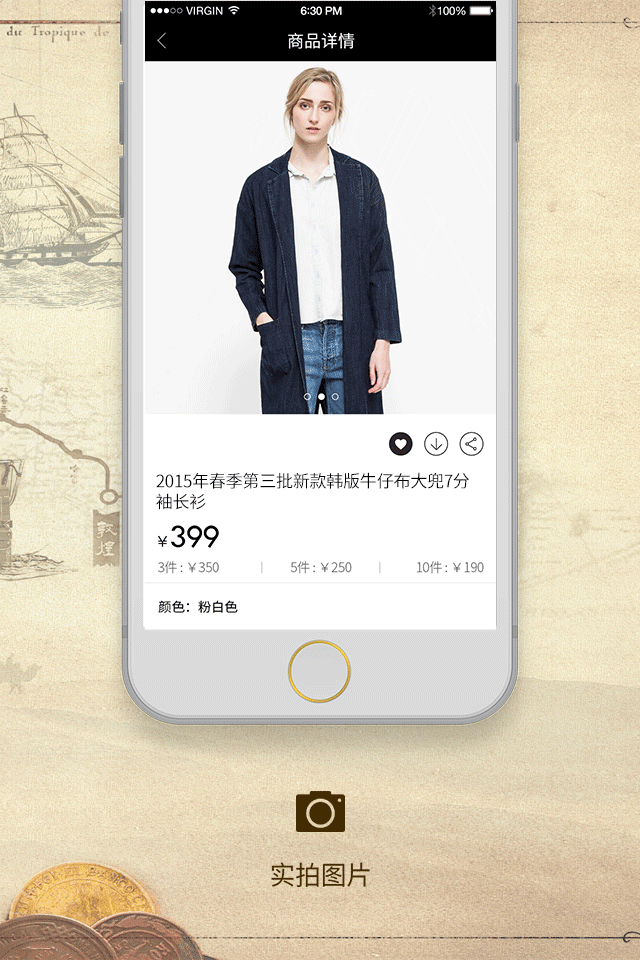 du Tropique de
VIRGIN 6:30 PM 100%
商品详情
2015年春季第三批新款韩版牛仔布大兜7分
袖长衫
¥399
3件：¥350 | 5件：¥250 | 10件：¥190
颜色：粉白色
敦煌
实拍图片